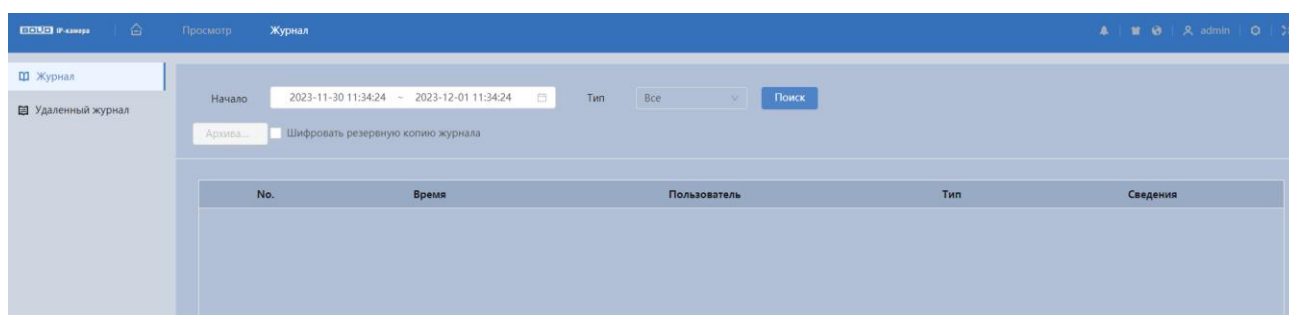 BOLID IP-камера Просмотр Журнал admin
Журнал
Удаленный журнал
Начало 2023-11-30 11:34:24 ~ 2023-12-01 11:34:24 Тип Все Поиск
Архива... Шифровать резервную копию журнала
No. Время Пользователь Тип Сведения